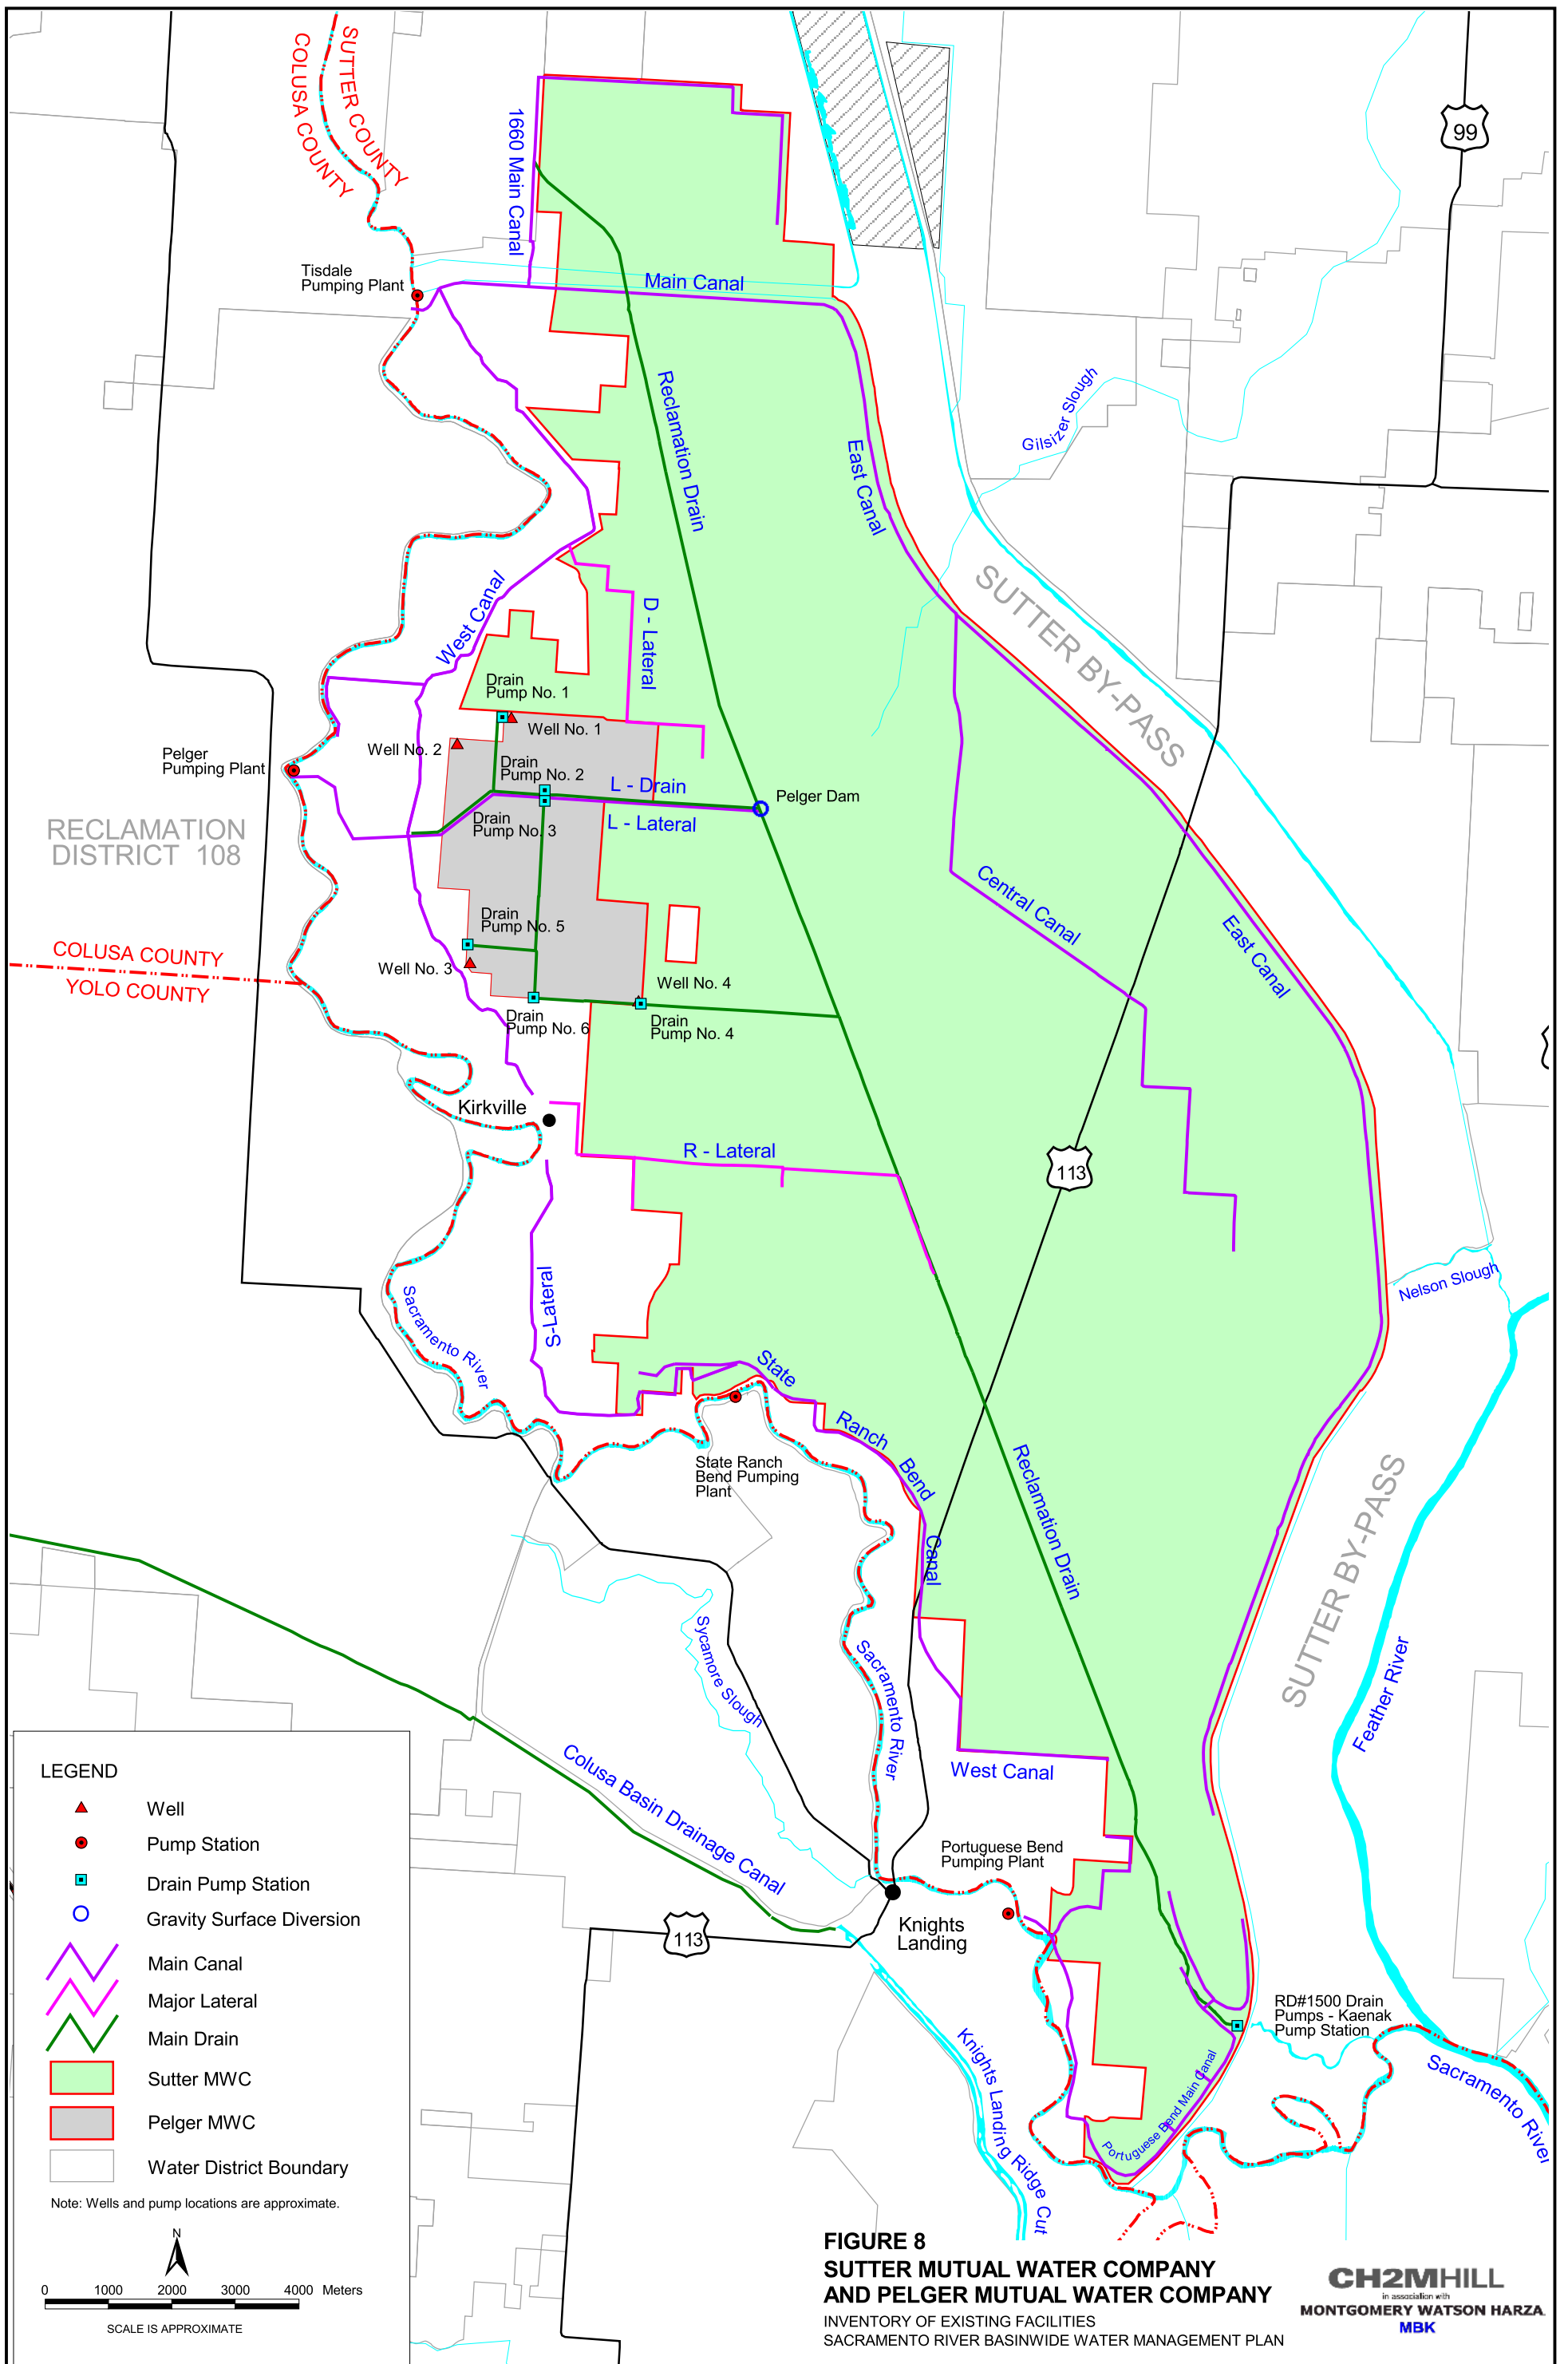 SUTTER COUNTY
COLUSA COUNTY
99
1660 Main Canal
Tisdale
Pumping Plant
Main Canal
Reclamation Drain
East Canal
Gilsizer Slough
SUTTER BY-PASS
West Canal
D - Lateral
Drain
Pump No. 1
Well No. 1
Well No. 2
Pelger
Pumping Plant
Drain
Pump No. 2
L - Drain
Pelger Dam
RECLAMATION
DISTRICT 108
Drain
Pump No. 3
L - Lateral
Central Canal
East Canal
Drain
Pump No. 5
COLUSA COUNTY
YOLO COUNTY
Well No. 3
Well No. 4
Drain
Pump No. 6
Drain
Pump No. 4
Kirkville
R - Lateral
113
S-Lateral
Nelson Slough
Sacramento River
State
Ranch
Bend
Canal
State Ranch
Bend Pumping
Plant
Reclamation Drain
SUTTER BY-PASS
Sycamore Slough
Sacramento River
Feather River
Colusa Basin Drainage Canal
West Canal
Portuguese Bend
Pumping Plant
Knights
Landing
113
RD#1500 Drain
Pumps - Kaenak
Pump Station
Knights Landing Ridge Cut
Portuguese Bend Main Canal
Sacramento River
LEGEND
Well
Pump Station
Drain Pump Station
Gravity Surface Diversion
Main Canal
Major Lateral
Main Drain
Sutter MWC
Pelger MWC
Water District Boundary
Note: Wells and pump locations are approximate.
N
0 1000 2000 3000 4000 Meters
SCALE IS APPROXIMATE
FIGURE 8
SUTTER MUTUAL WATER COMPANY
AND PELGER MUTUAL WATER COMPANY
INVENTORY OF EXISTING FACILITIES
SACRAMENTO RIVER BASINWIDE WATER MANAGEMENT PLAN
CH2MHILL
in association with
MONTGOMERY WATSON HARZA
MBK